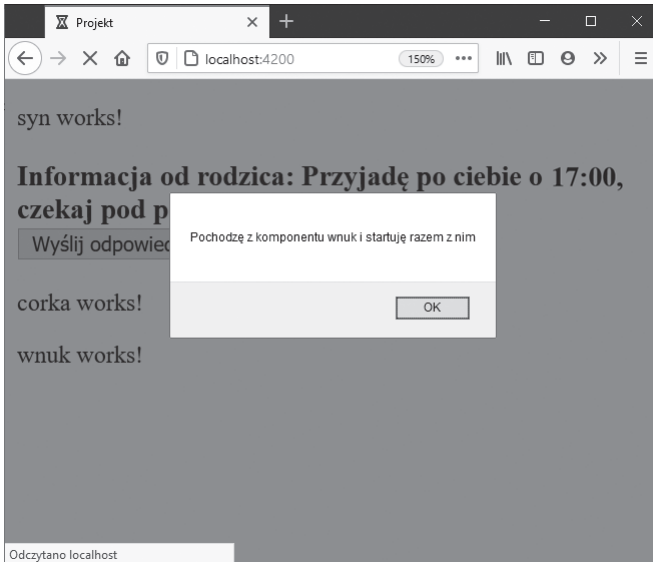 Projekt
localhost:4200
150%
syn works!
Informacja od rodzica: Przyjadę po ciebie o 17:00,
czekaj pod p
Wyślij odpowied
Pochodzę z komponentu wnuk i startuję razem z nim
OK
corka works!
wnuk works!
Odczytano localhost